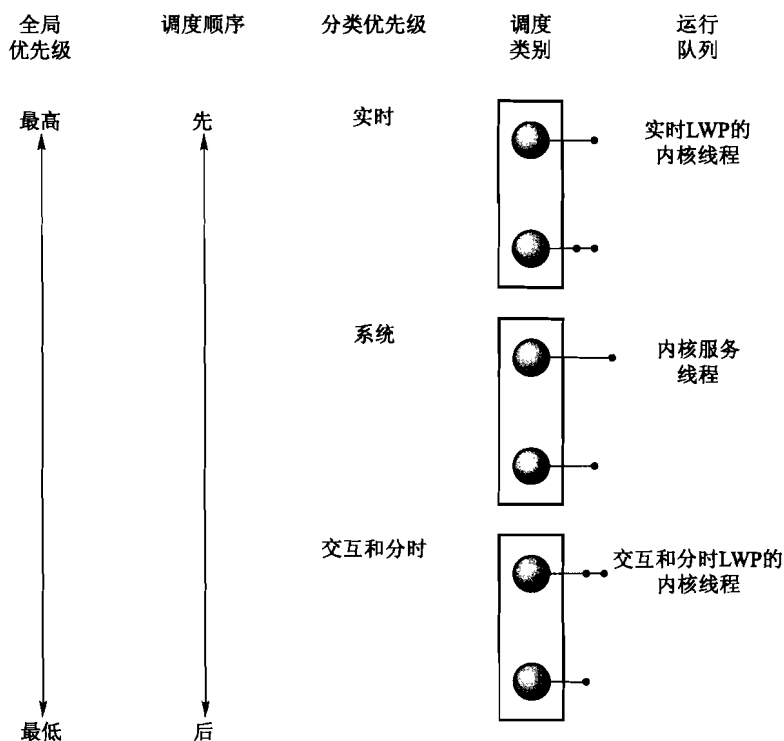 全局
优先级
调度顺序
分类优先级
调度
类别
运行
队列
最高
先
实时
实时LWP的
内核线程
系统
内核服务
线程
交互和分时
交互和分时LWP的
内核线程
最低
后